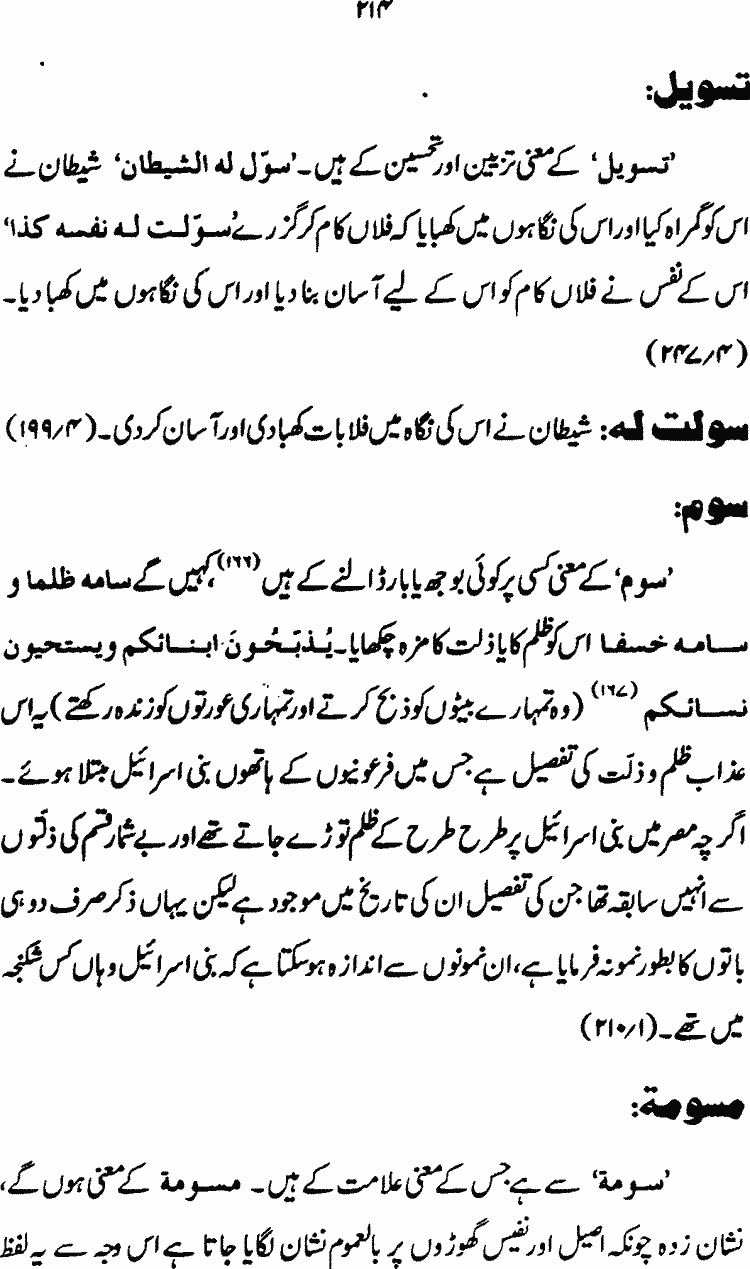 ۲۱۴
تسویل:
’تسویل‘ کے معنی تزیین اور تحسین کے ہیں۔ ’سوّل له الشیطان‘ شیطان نے
اس کو گمراہ کیا اور اس کی نگاہوں میں کھبایا کہ فلاں کام کر گزرے ’سوّلت له نفسه کذا‘
اس کے نفس نے فلاں کام کو اس کے لیے آسان بنا دیا اور اس کی نگاہوں میں کھبا دیا۔
(۲۴۷/۴)
سولت له: شیطان نے اس کی نگاہ میں فلا بات کھبا دی اور آسان کر دی۔ (۱۹۹/۴)
سوم:
’سوم‘ کے معنی کسی پر کوئی بوجھ یا بار ڈالنے کے ہیں (۱۶۶)، کہیں گے سامه ظلما و
سامه خسفا اس کو ظلم کا یا ذلت کا مزہ چکھایا۔ یُذَبِّحُونَ ابنائکم ویستحیون
نسائکم (۱۶۷) (وہ تمہارے بیٹوں کو ذبح کرتے اور تمہاری عورتوں کو زندہ رکھتے) یہ اس
عذاب ظلم و ذلّت کی تفصیل ہے جس میں فرعونیوں کے ہاتھوں بنی اسرائیل مبتلا ہوئے۔
اگرچہ مصر میں بنی اسرائیل پر طرح طرح کے ظلم توڑے جاتے تھے اور بے شمار قسم کی ذلّتوں
سے انہیں سابقہ تھا جن کی تفصیل ان کی تاریخ میں موجود ہے لیکن یہاں ذکر صرف دو ہی
باتوں کا بطور نمونہ فرمایا ہے، ان نمونوں سے اندازہ ہو سکتا ہے کہ بنی اسرائیل وہاں کس شکنجہ
میں تھے۔ (۲۱۰/۱)
مسومة:
’سومة‘ سے ہے جس کے معنی علامت کے ہیں۔ مسومة کے معنی ہوں گے،
نشان زدہ چونکہ اصیل اور نفیس گھوڑوں پر بالعموم نشان لگایا جاتا ہے اس وجہ سے یہ لفظ